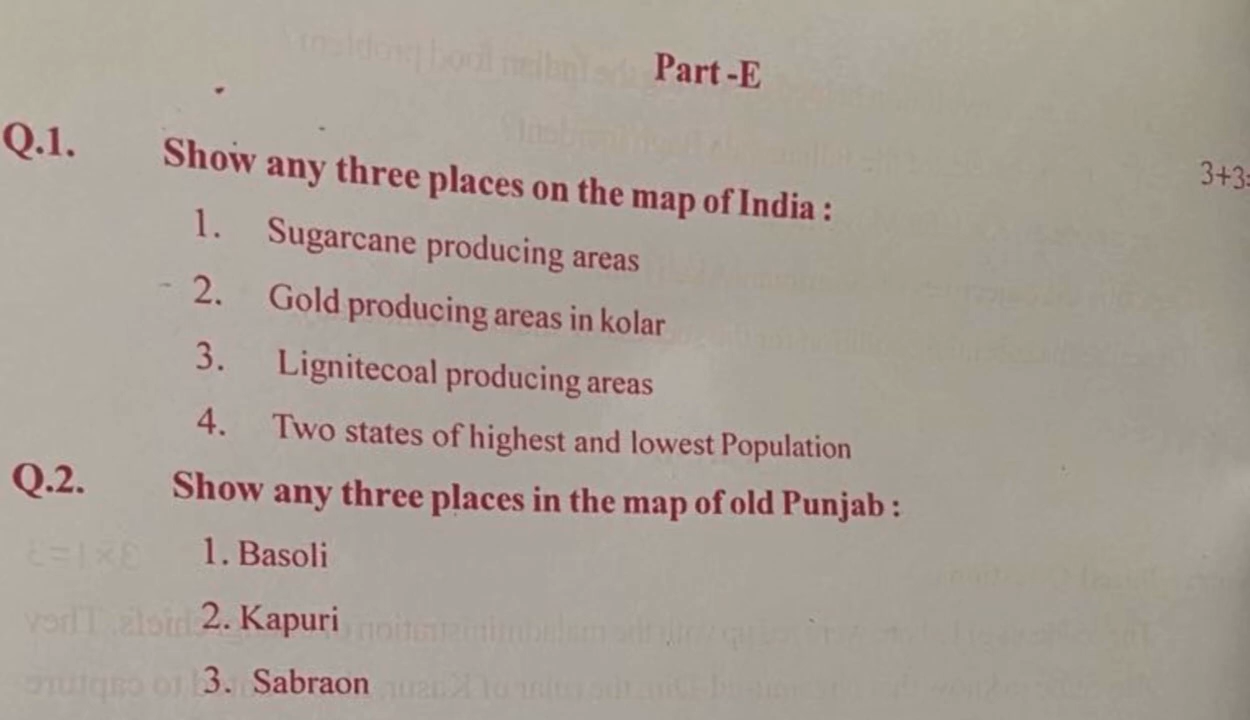 Part -E
Q.1. Show any three places on the map of India : 3+3=
1. Sugarcane producing areas
2. Gold producing areas in kolar
3. Lignitecoal producing areas
4. Two states of highest and lowest Population
Q.2. Show any three places in the map of old Punjab :
1. Basoli
2. Kapuri
3. Sabraon